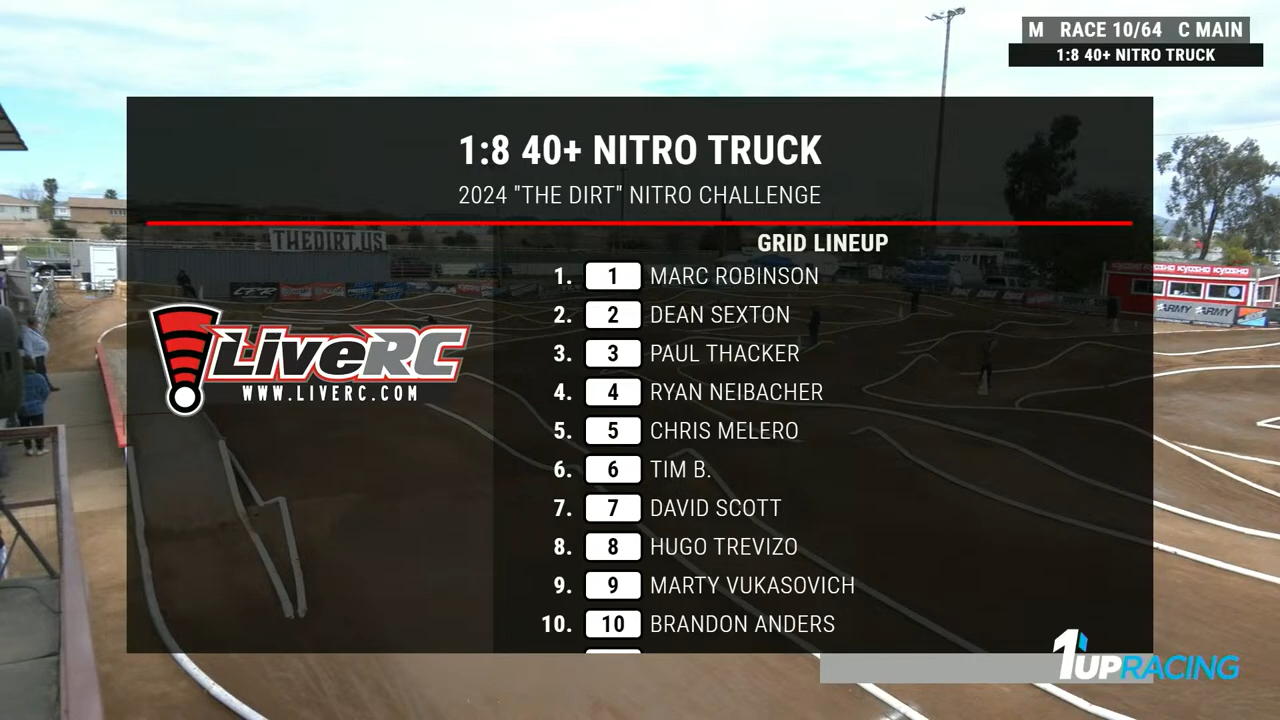 M RACE 10/64 C MAIN
1:8 40+ NITRO TRUCK
1:8 40+ NITRO TRUCK
2024 "THE DIRT" NITRO CHALLENGE
THEDIRT.US
GRID LINEUP
1. 1 MARC ROBINSON
2. 2 DEAN SEXTON
3. 3 PAUL THACKER
4. 4 RYAN NEIBACHER
5. 5 CHRIS MELERO
6. 6 TIM B.
7. 7 DAVID SCOTT
8. 8 HUGO TREVIZO
9. 9 MARTY VUKASOVICH
10. 10 BRANDON ANDERS
LiveRC
WWW.LIVERC.COM
KYOSHO KYOSHO KYOSHO
ARMY ARMY
1UPRACING